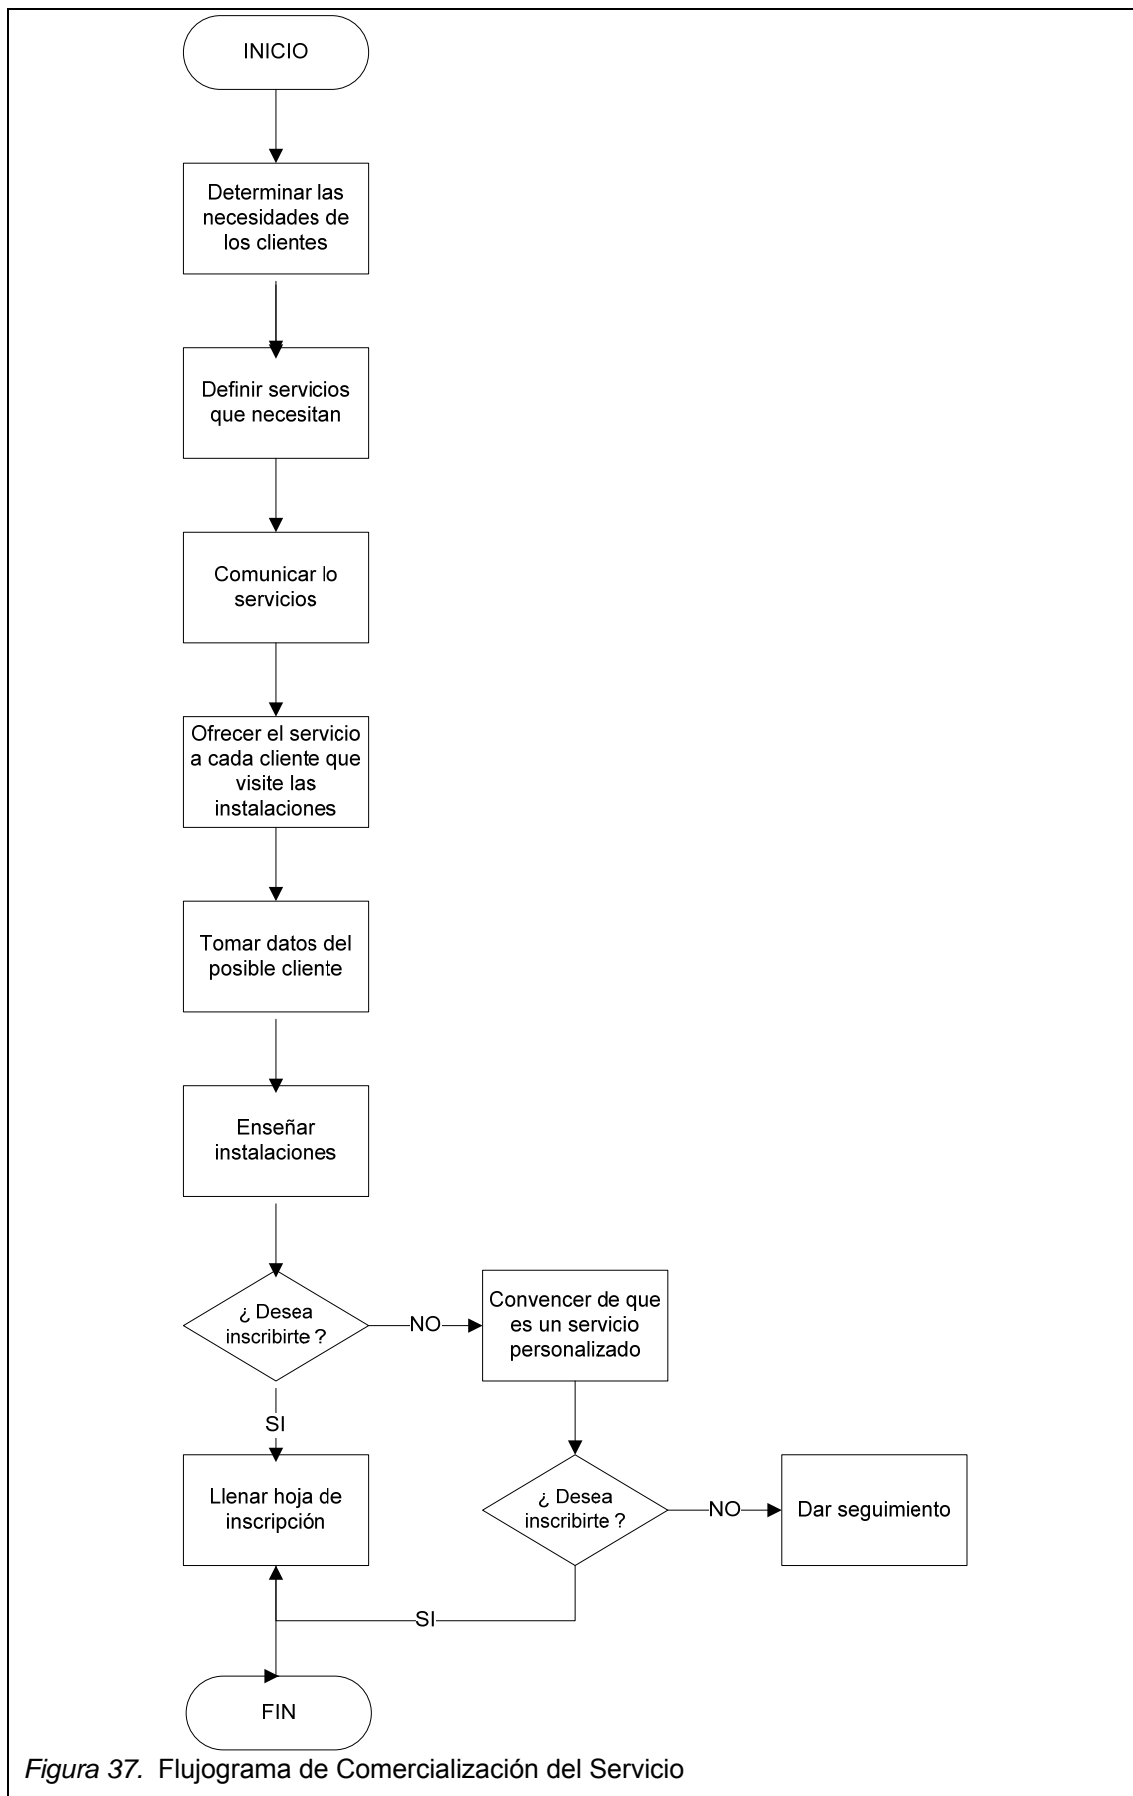 INICIO
Determinar las
necesidades de
los clientes
Definir servicios
que necesitan
Comunicar lo
servicios
Ofrecer el servicio
a cada cliente que
visite las
instalaciones
Tomar datos del
posible cliente
Enseñar
instalaciones
¿ Desea
inscribirte ?
NO
Convencer de que
es un servicio
personalizado
SI
Llenar hoja de
inscripción
¿ Desea
inscribirte ?
NO
Dar seguimiento
SI
FIN
Figura 37. Flujograma de Comercialización del Servicio